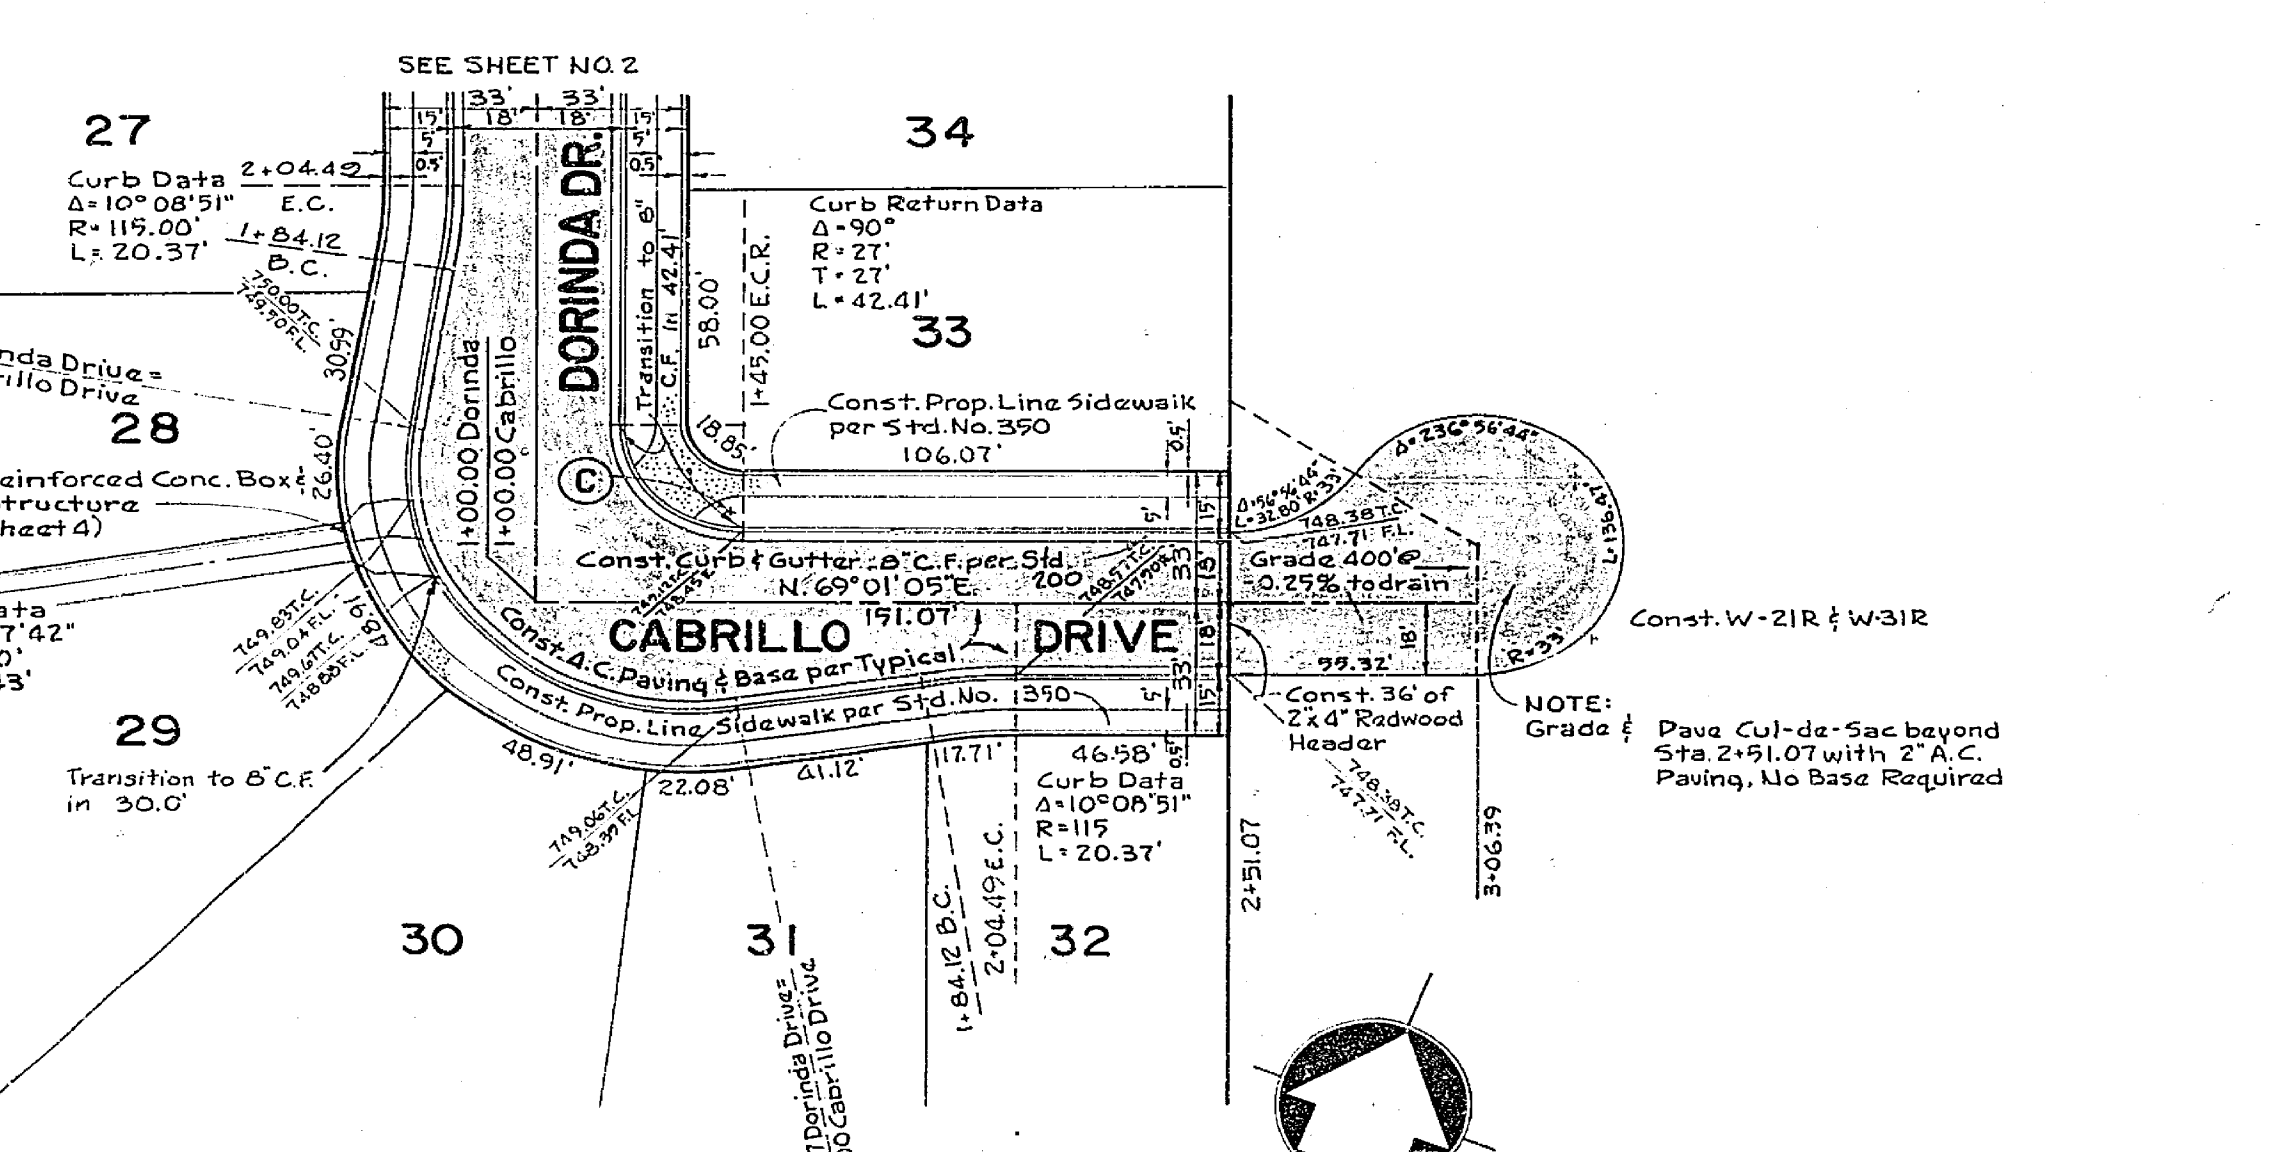 SEE SHEET NO. 2
33' 33'
15' 18' 18' 15'
5' 5'
0.5' 0.5'
27
Curb Data
Δ=10°08'51"
R=115.00'
L=20.37'
2+04.49
E.C.
1+84.12
B.C.
750.00 T.C.
749.50 F.L.
30.99'
nda Drive =
rillo Drive
28
26.40'
einforced Conc. Box &
tructure
heet 4)
ata
7'42"
0'
43'
29
Transition to 8" C.F.
in 30.0'
749.83 T.C.
749.04 F.L.
749.67 T.C.
748.88 F.L.
16.87
1+00.00 Dorinda
1+00.00 Cabrillo
DORINDA DR.
Transition to 8"
C.F. in 42.41
58.00'
1+45.00 E.C.R.
34
Curb Return Data
Δ=90°
R=27'
T=27'
L=42.41'
33
Const. Prop. Line Sidewalk
per Std. No. 350
106.07'
18.85'
C
0.5'
5' 15'
Const. Curb & Gutter - 8" C.F. per Std.
200
N. 69°01'05" E.
151.07'
748.57 T.C.
33' 18'
CABRILLO DRIVE
Const. A.C. Paving & Base per Typical
Const. Prop. Line Sidewalk per Std. No. 350
18'
33'
5' 15'
0.5'
48.91'
22.08'
41.12'
17.71'
46.58'
749.06 T.C.
748.39 F.L.
Curb Data
Δ=10°08'51"
R=115
L=20.37'
30
31
32
1+84.12 B.C.
2+04.49 E.C.
2+51.07
3+06.39
Dorinda Drive=
Cabrillo Drive
Δ=56°56'44"
L=32.80' R=33'
Δ=236°56'44"
L=136.47'
R=33'
748.38 T.C.
747.71 F.L.
Grade 400'@
0.25% to drain
18'
55.32'
Const. 36' of
2"x4" Redwood
Header
748.38 T.C.
747.71 F.L.
Const. W-21R & W-31R
NOTE:
Grade & Pave Cul-de-Sac beyond
Sta. 2+51.07 with 2" A.C.
Paving, No Base Required